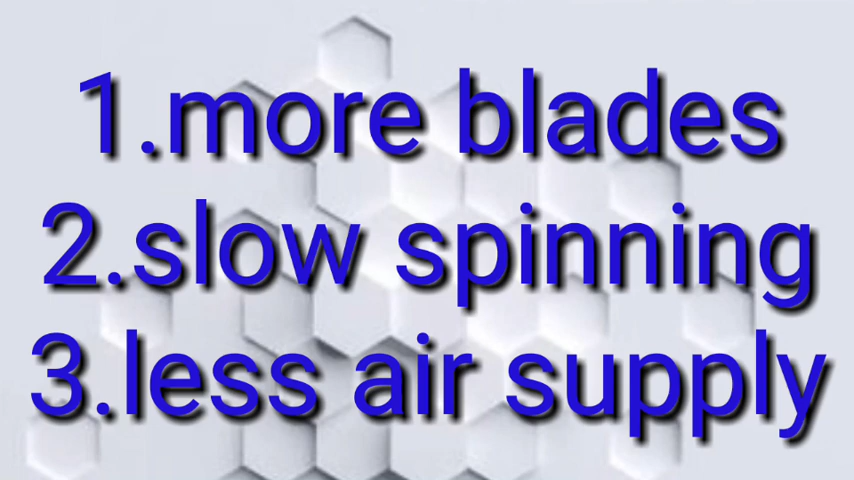 1.more blades
2.slow spinning
3.less air supply